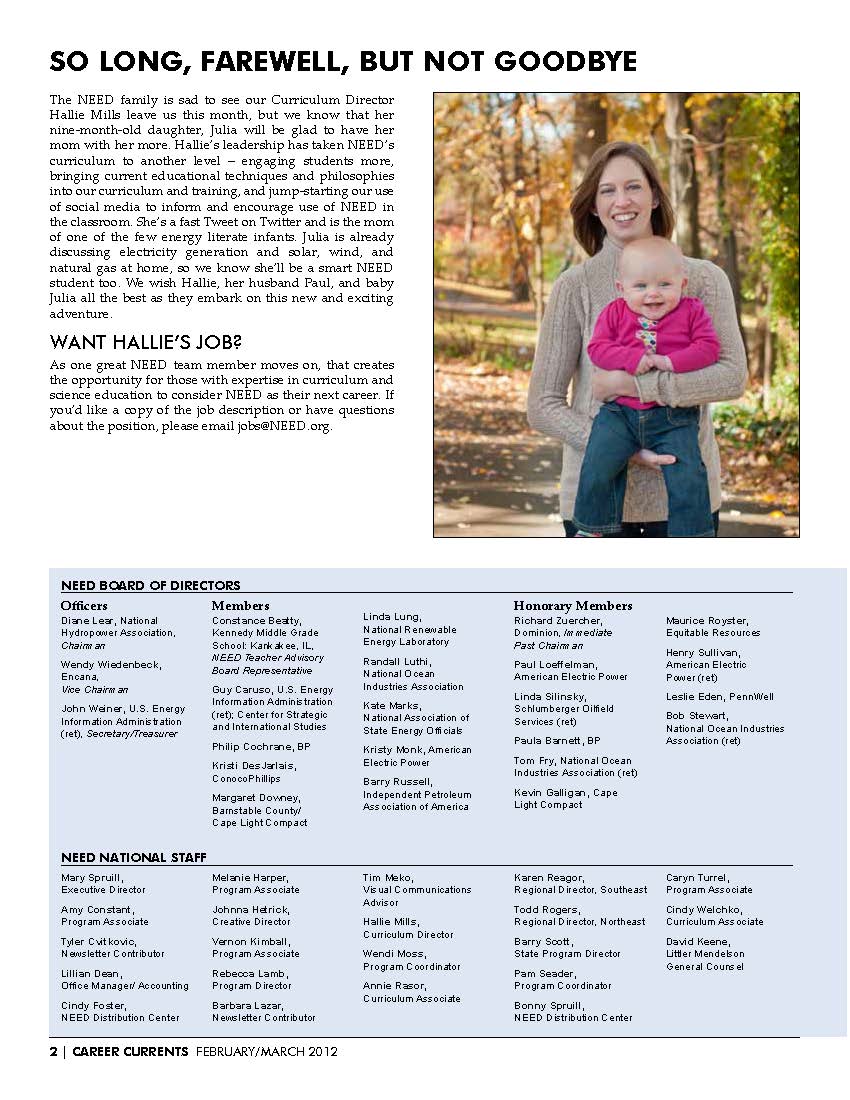 SO LONG, FAREWELL, BUT NOT GOODBYE
The NEED family is sad to see our Curriculum Director
Hallie Mills leave us this month, but we know that her
nine-month-old daughter, Julia will be glad to have her
mom with her more. Hallie's leadership has taken NEED's
curriculum to another level – engaging students more,
bringing current educational techniques and philosophies
into our curriculum and training, and jump-starting our use
of social media to inform and encourage use of NEED in
the classroom. She's a fast Tweet on Twitter and is the mom
of one of the few energy literate infants. Julia is already
discussing electricity generation and solar, wind, and
natural gas at home, so we know she'll be a smart NEED
student too. We wish Hallie, her husband Paul, and baby
Julia all the best as they embark on this new and exciting
adventure.
WANT HALLIE'S JOB?
As one great NEED team member moves on, that creates
the opportunity for those with expertise in curriculum and
science education to consider NEED as their next career. If
you'd like a copy of the job description or have questions
about the position, please email jobs@NEED.org.
NEED BOARD OF DIRECTORS
Officers
Diane Lear, National
Hydropower Association,
Chairman
Wendy Wiedenbeck,
Encana,
Vice Chairman
John Weiner, U.S. Energy
Information Administration
(ret), Secretary/Treasurer
Members
Constance Beatty,
Kennedy Middle Grade
School: Kankakee, IL,
NEED Teacher Advisory
Board Representative
Guy Caruso, U.S. Energy
Information Administration
(ret); Center for Strategic
and International Studies
Philip Cochrane, BP
Kristi DesJarlais,
ConocoPhillips
Margaret Downey,
Barnstable County/
Cape Light Compact
Linda Lung,
National Renewable
Energy Laboratory
Randall Luthi,
National Ocean
Industries Association
Kate Marks,
National Association of
State Energy Officials
Kristy Monk, American
Electric Power
Barry Russell,
Independent Petroleum
Association of America
Honorary Members
Richard Zuercher,
Dominion, Immediate
Past Chairman
Paul Loeffelman,
American Electric Power
Linda Silinsky,
Schlumberger Oilfield
Services (ret)
Paula Barnett, BP
Tom Fry, National Ocean
Industries Association (ret)
Kevin Galligan, Cape
Light Compact
Maurice Royster,
Equitable Resources
Henry Sullivan,
American Electric
Power (ret)
Leslie Eden, PennWell
Bob Stewart,
National Ocean Industries
Association (ret)
NEED NATIONAL STAFF
Mary Spruill,
Executive Director
Amy Constant,
Program Associate
Tyler Cvitkovic,
Newsletter Contributor
Lillian Dean,
Office Manager/ Accounting
Cindy Foster,
NEED Distribution Center
Melanie Harper,
Program Associate
Johnna Hetrick,
Creative Director
Vernon Kimball,
Program Associate
Rebecca Lamb,
Program Director
Barbara Lazar,
Newsletter Contributor
Tim Meko,
Visual Communications
Advisor
Hallie Mills,
Curriculum Director
Wendi Moss,
Program Coordinator
Annie Rasor,
Curriculum Associate
Karen Reagor,
Regional Director, Southeast
Todd Rogers,
Regional Director, Northeast
Barry Scott,
State Program Director
Pam Seader,
Program Coordinator
Bonny Spruill,
NEED Distribution Center
Caryn Turrel,
Program Associate
Cindy Welchko,
Curriculum Associate
David Keene,
Littler Mendelson
General Counsel
2 | CAREER CURRENTS FEBRUARY/MARCH 2012